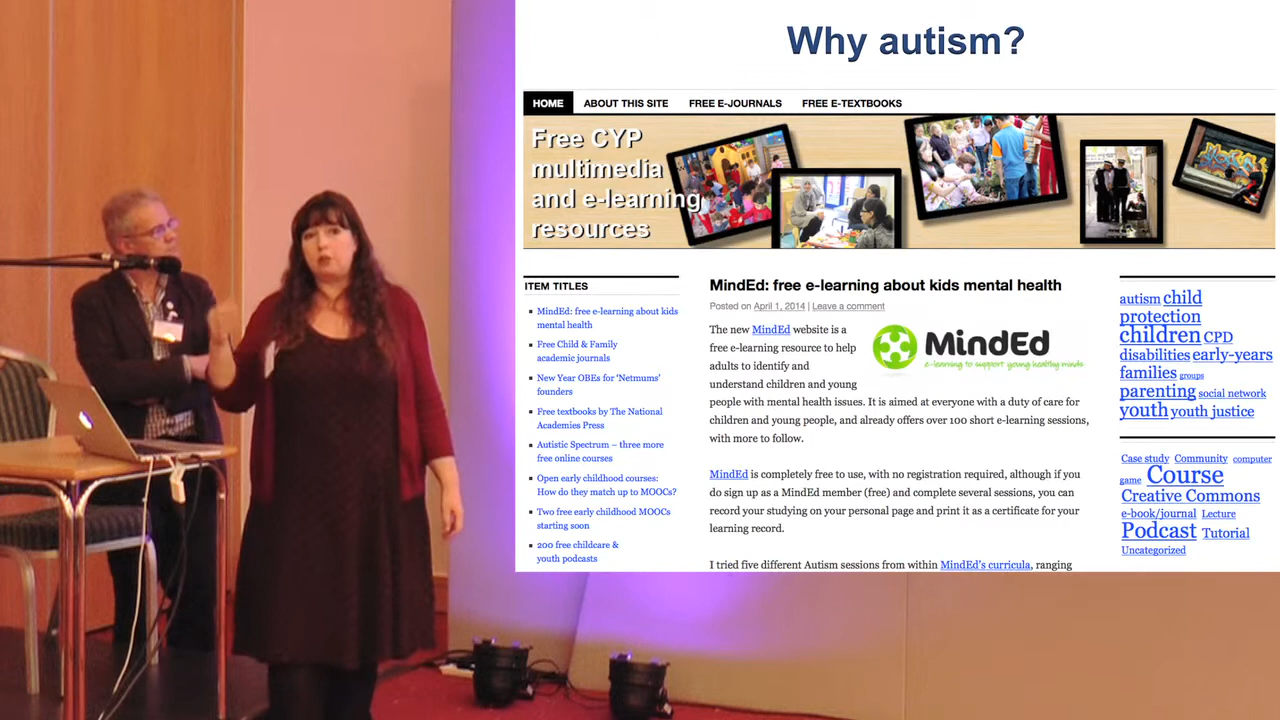 Why autism?
HOME ABOUT THIS SITE FREE E-JOURNALS FREE E-TEXTBOOKS
Free CYP
multimedia
and e-learning
resources
ITEM TITLES
MindEd: free e-learning about kids
mental health
Free Child & Family
academic journals
New Year OBEs for ‘Netmums’
founders
Free textbooks by The National
Academies Press
Autistic Spectrum – three more
free online courses
Open early childhood courses:
How do they match up to MOOCs?
Two free early childhood MOOCs
starting soon
200 free childcare &
youth podcasts
MindEd: free e-learning about kids mental health
Posted on April 1, 2014 | Leave a comment
The new MindEd website is a
free e-learning resource to help
adults to identify and
understand children and young
people with mental health issues. It is aimed at everyone with a duty of care for
children and young people, and already offers over 100 short e-learning sessions,
with more to follow.
MindEd
e-learning to support young healthy minds
MindEd is completely free to use, with no registration required, although if you
do sign up as a MindEd member (free) and complete several sessions, you can
record your studying on your personal page and print it as a certificate for your
learning record.
I tried five different Autism sessions from within MindEd's curricula, ranging
autism child
protection
children CPD
disabilities early-years
families groups
parenting social network
youth youth justice
Case study Community computer
game Course
Creative Commons
e-book/journal Lecture
Podcast Tutorial
Uncategorized